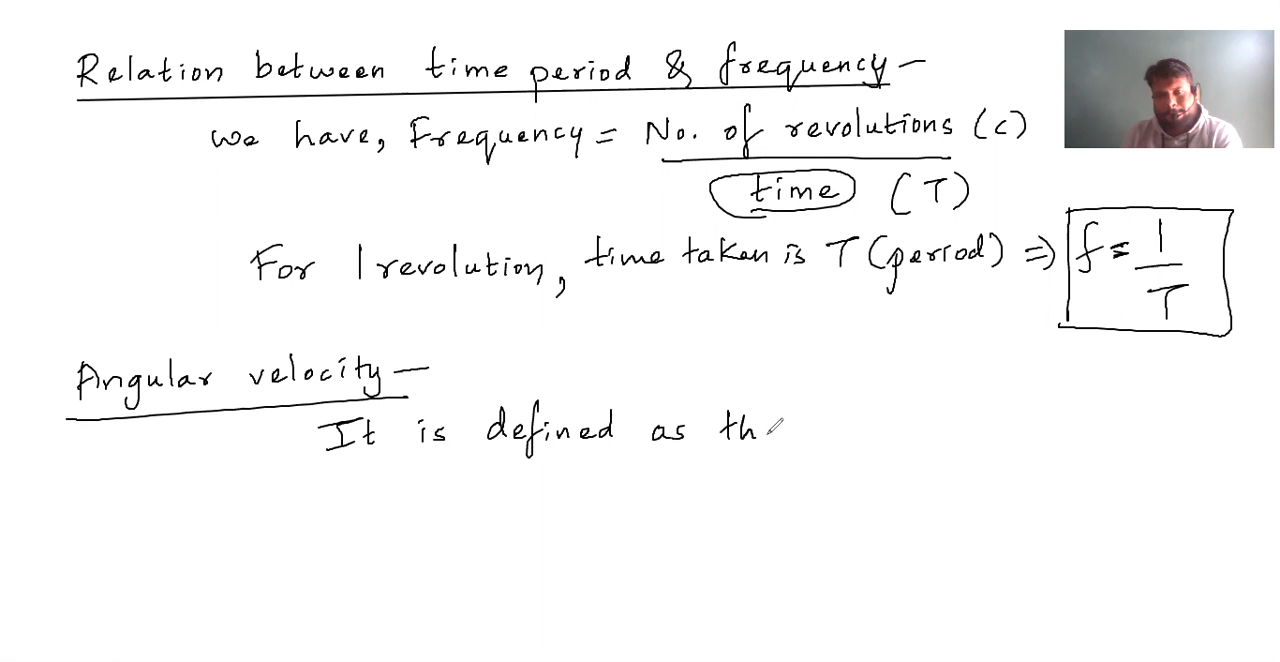 Relation between time period & frequency –
we have, Frequency = No. of revolutions (c)
time (T)
For 1 revolution, time taken is T (period) ⇒ f = 1/T
Angular velocity –
It is defined as th